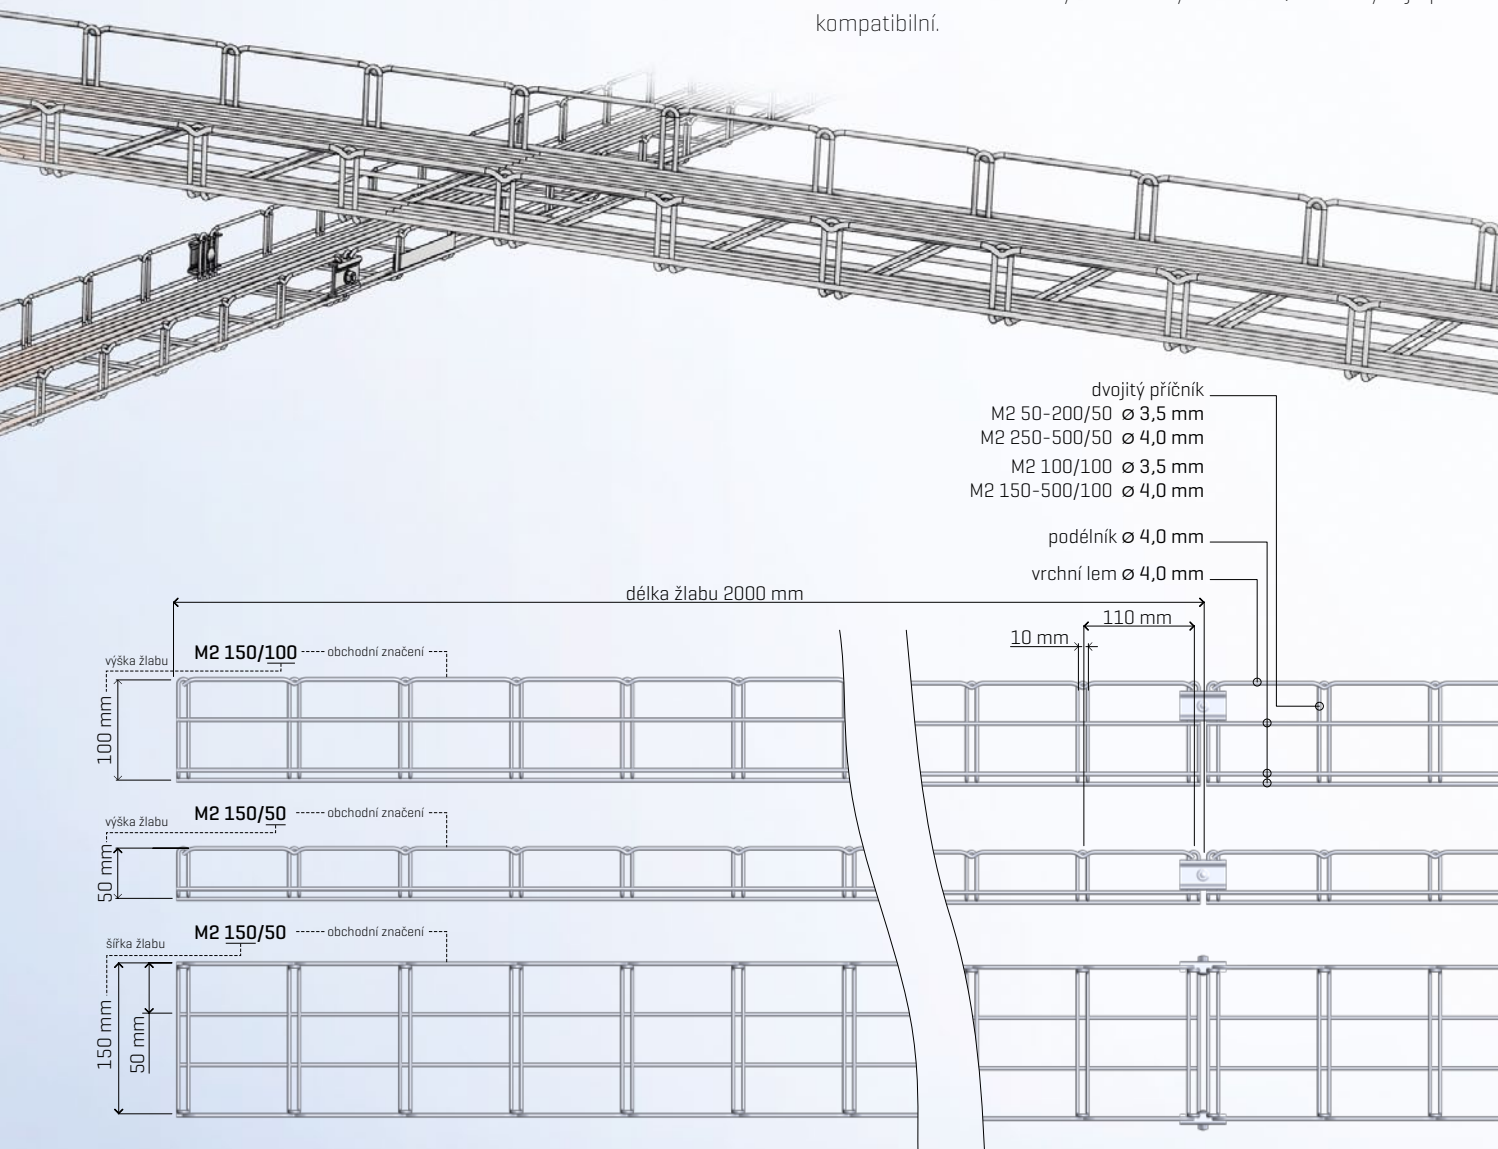 kompatibilní.
dvojitý příčník
M2 50-200/50 ø 3,5 mm
M2 250-500/50 ø 4,0 mm
M2 100/100 ø 3,5 mm
M2 150-500/100 ø 4,0 mm
podélník ø 4,0 mm
vrchní lem ø 4,0 mm
délka žlabu 2000 mm
110 mm
10 mm
M2 150/100
obchodní značení
výška žlabu
100 mm
M2 150/50
obchodní značení
výška žlabu
50 mm
M2 150/50
obchodní značení
šířka žlabu
150 mm
50 mm